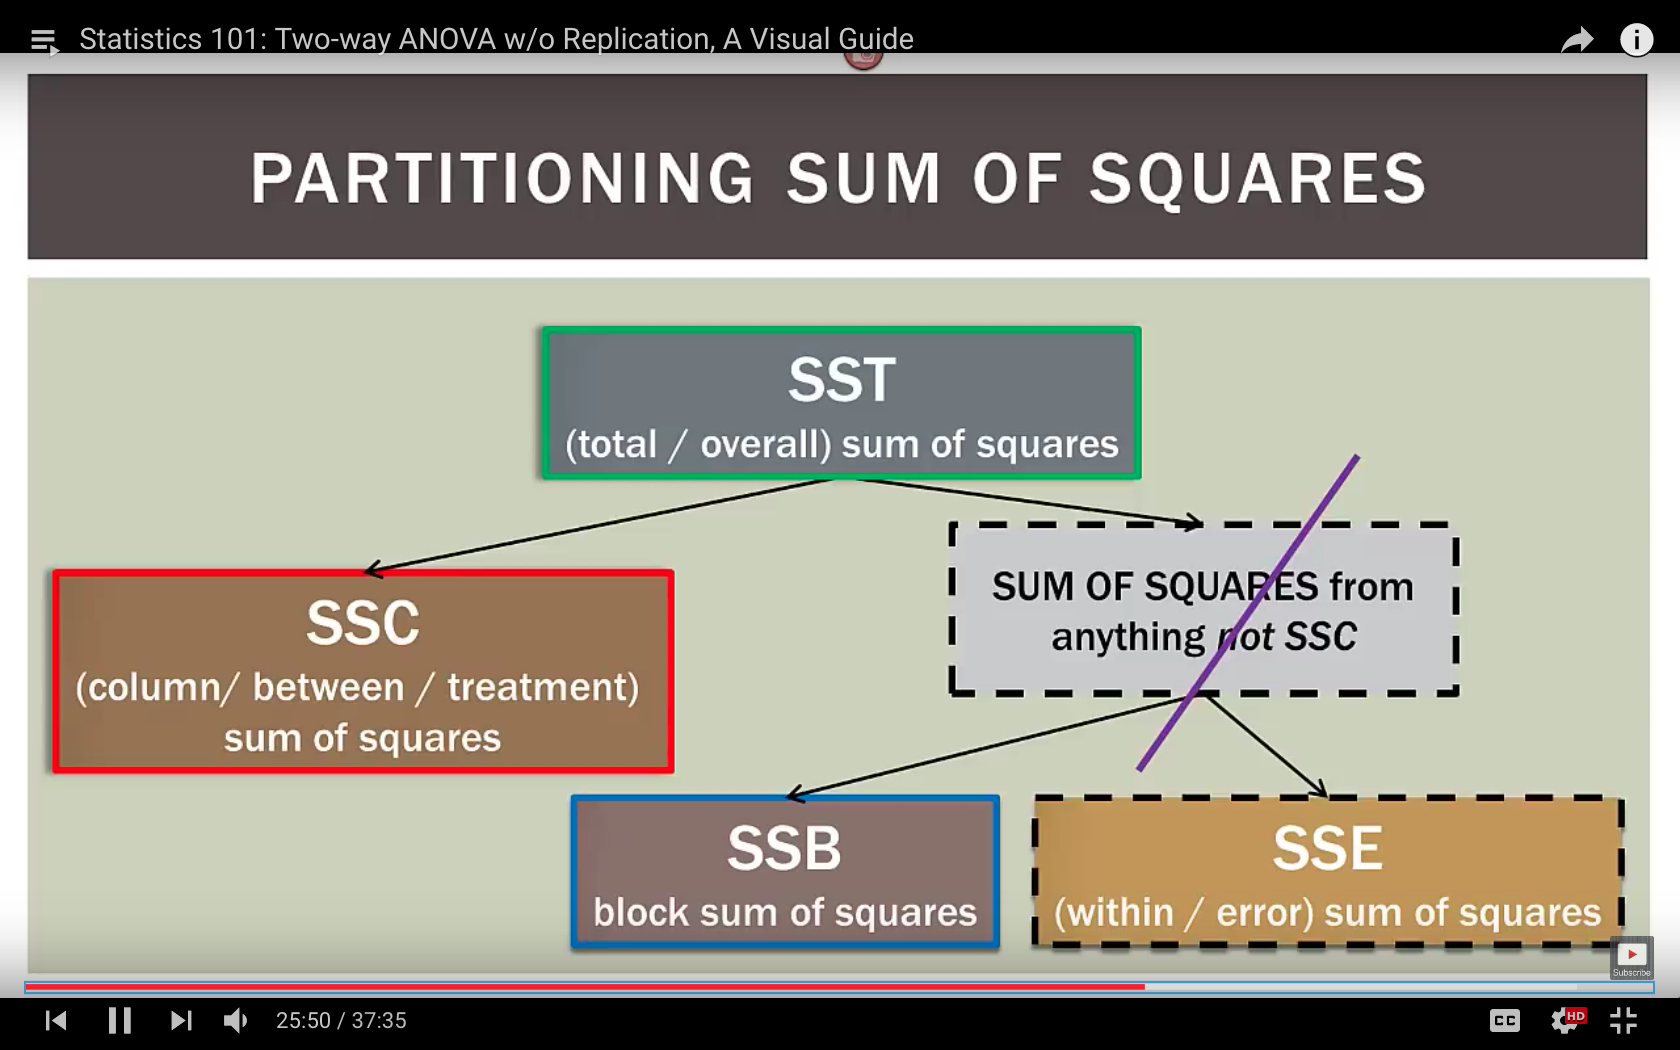 Statistics 101: Two-way ANOVA w/o Replication, A Visual Guide
PARTITIONING SUM OF SQUARES
SST
(total / overall) sum of squares
SUM OF SQUARES from
anything not SSC
SSC
(column/ between / treatment)
sum of squares
SSB
block sum of squares
SSE
(within / error) sum of squares
Subscribe
25:50 / 37:35
CC
HD